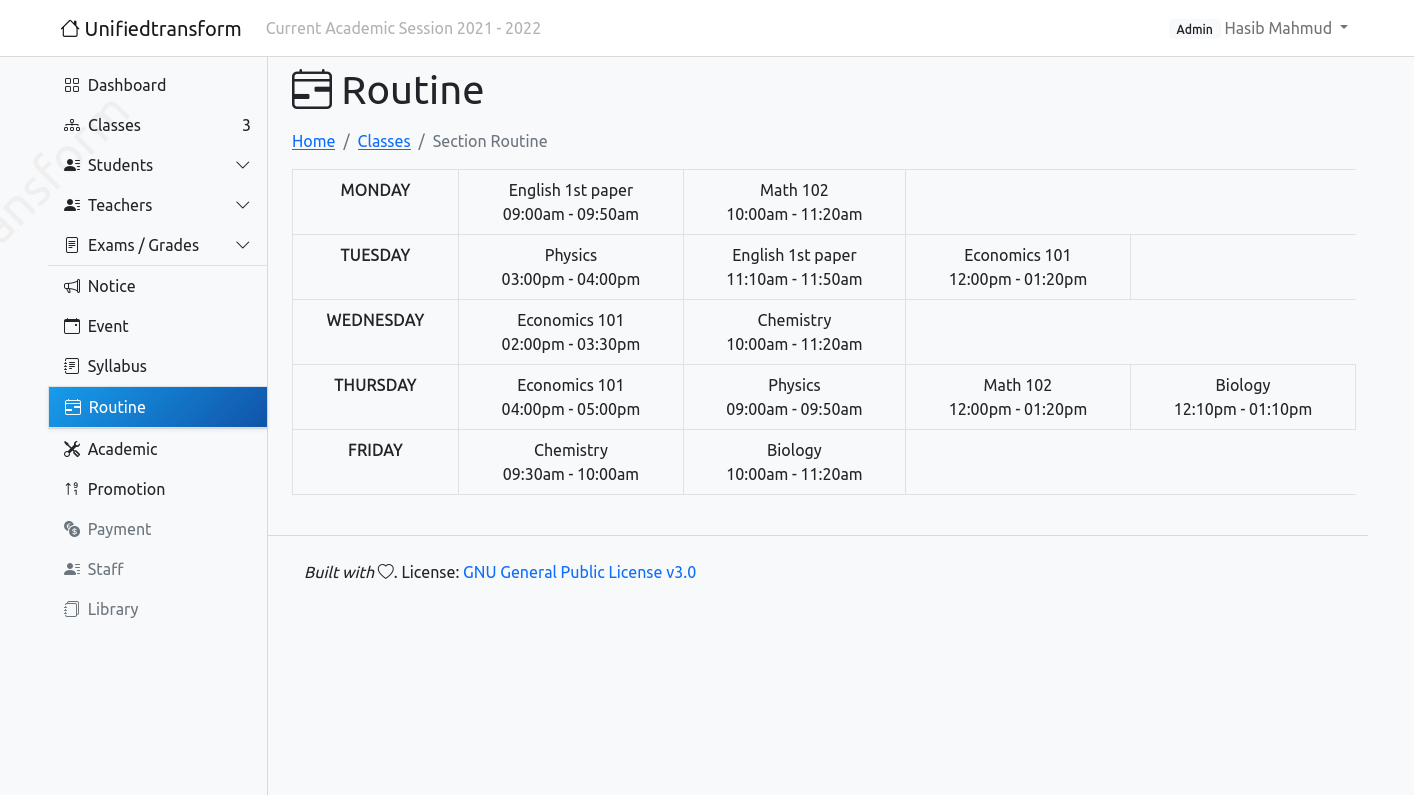 Unifiedtransform
Current Academic Session 2021 - 2022
Admin Hasib Mahmud
Dashboard
Classes 3
Students
Teachers
Exams / Grades
Notice
Event
Syllabus
Routine
Academic
Promotion
Payment
Staff
Library
Routine
Home / Classes / Section Routine
MONDAY
English 1st paper
09:00am - 09:50am
Math 102
10:00am - 11:20am
TUESDAY
Physics
03:00pm - 04:00pm
English 1st paper
11:10am - 11:50am
Economics 101
12:00pm - 01:20pm
WEDNESDAY
Economics 101
02:00pm - 03:30pm
Chemistry
10:00am - 11:20am
THURSDAY
Economics 101
04:00pm - 05:00pm
Physics
09:00am - 09:50am
Math 102
12:00pm - 01:20pm
Biology
12:10pm - 01:10pm
FRIDAY
Chemistry
09:30am - 10:00am
Biology
10:00am - 11:20am
Built with ♡. License: GNU General Public License v3.0